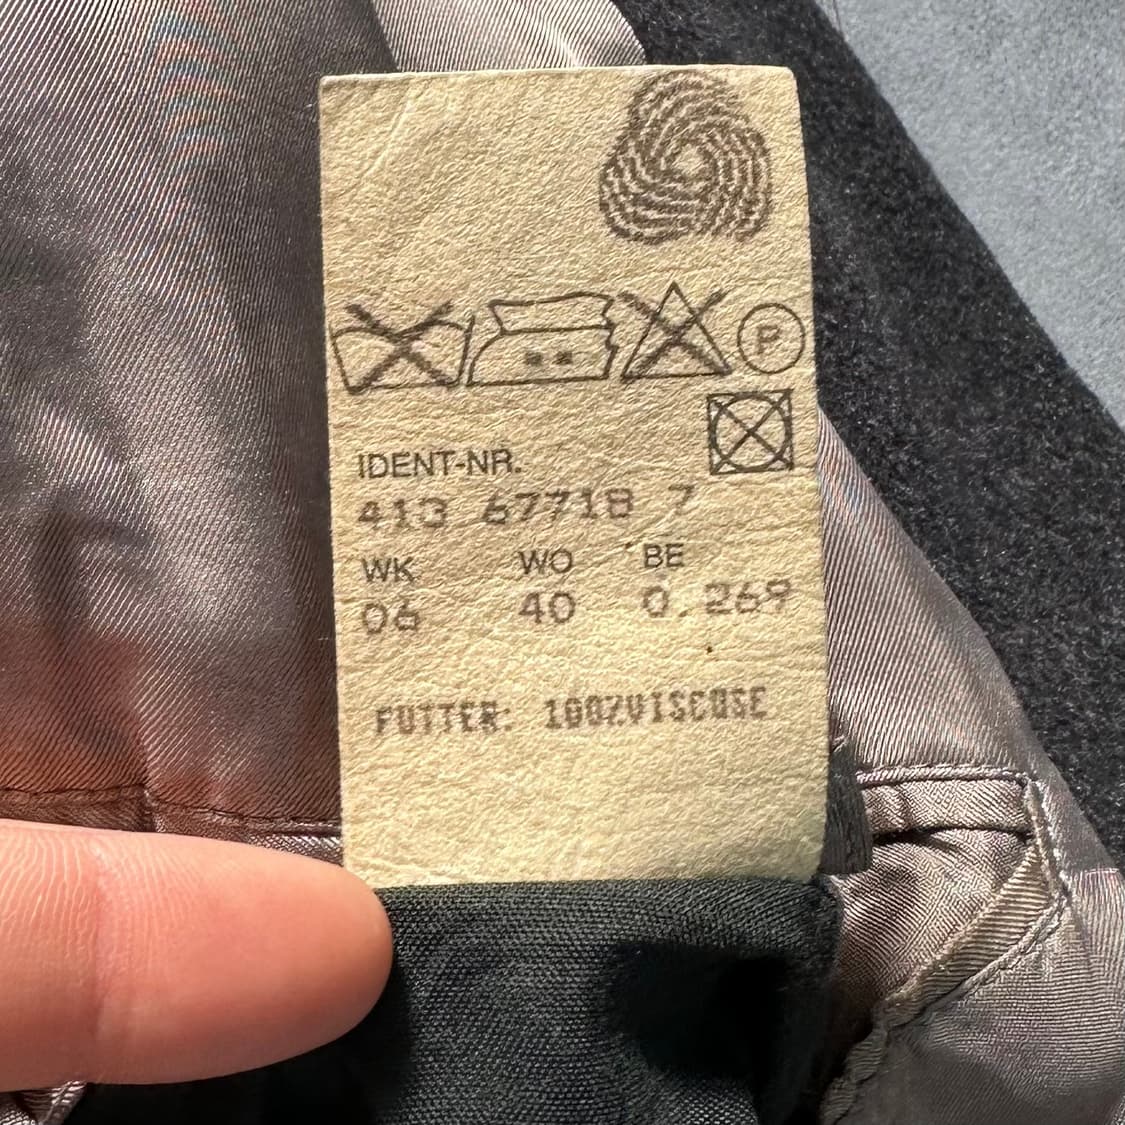 P
IDENT-NR.
413 67718 7
WK WO BE
06 40 0.269
FUTTER: 100%VISCOSE